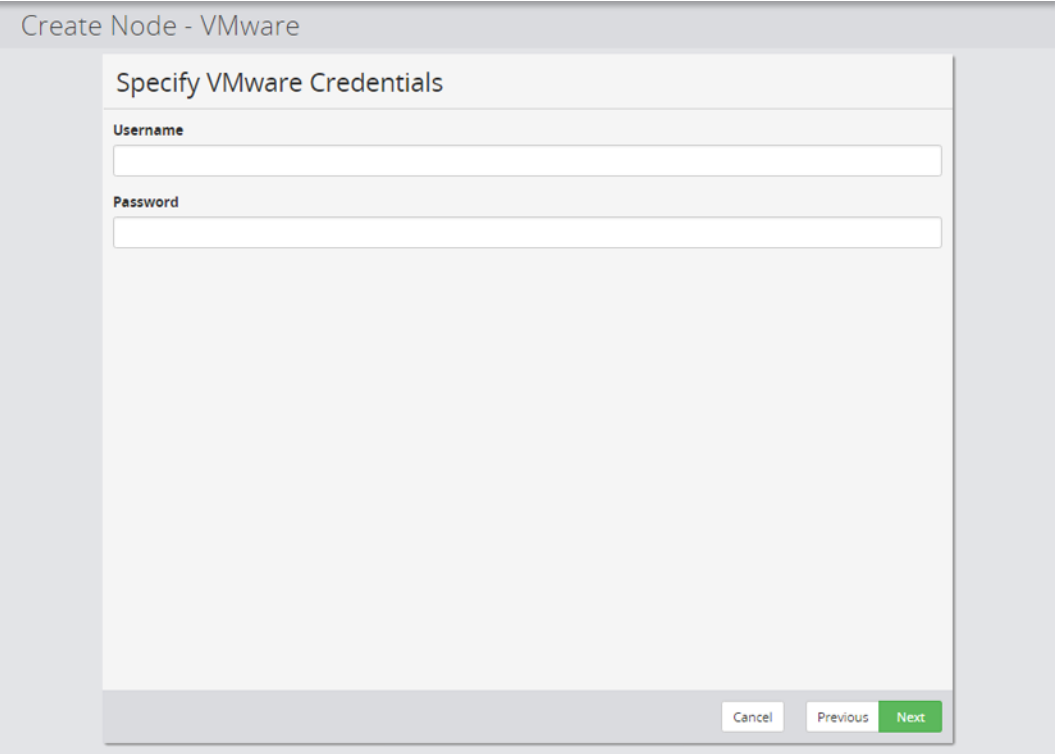 Create Node - VMware
Specify VMware Credentials
Username
Password
Cancel Previous Next